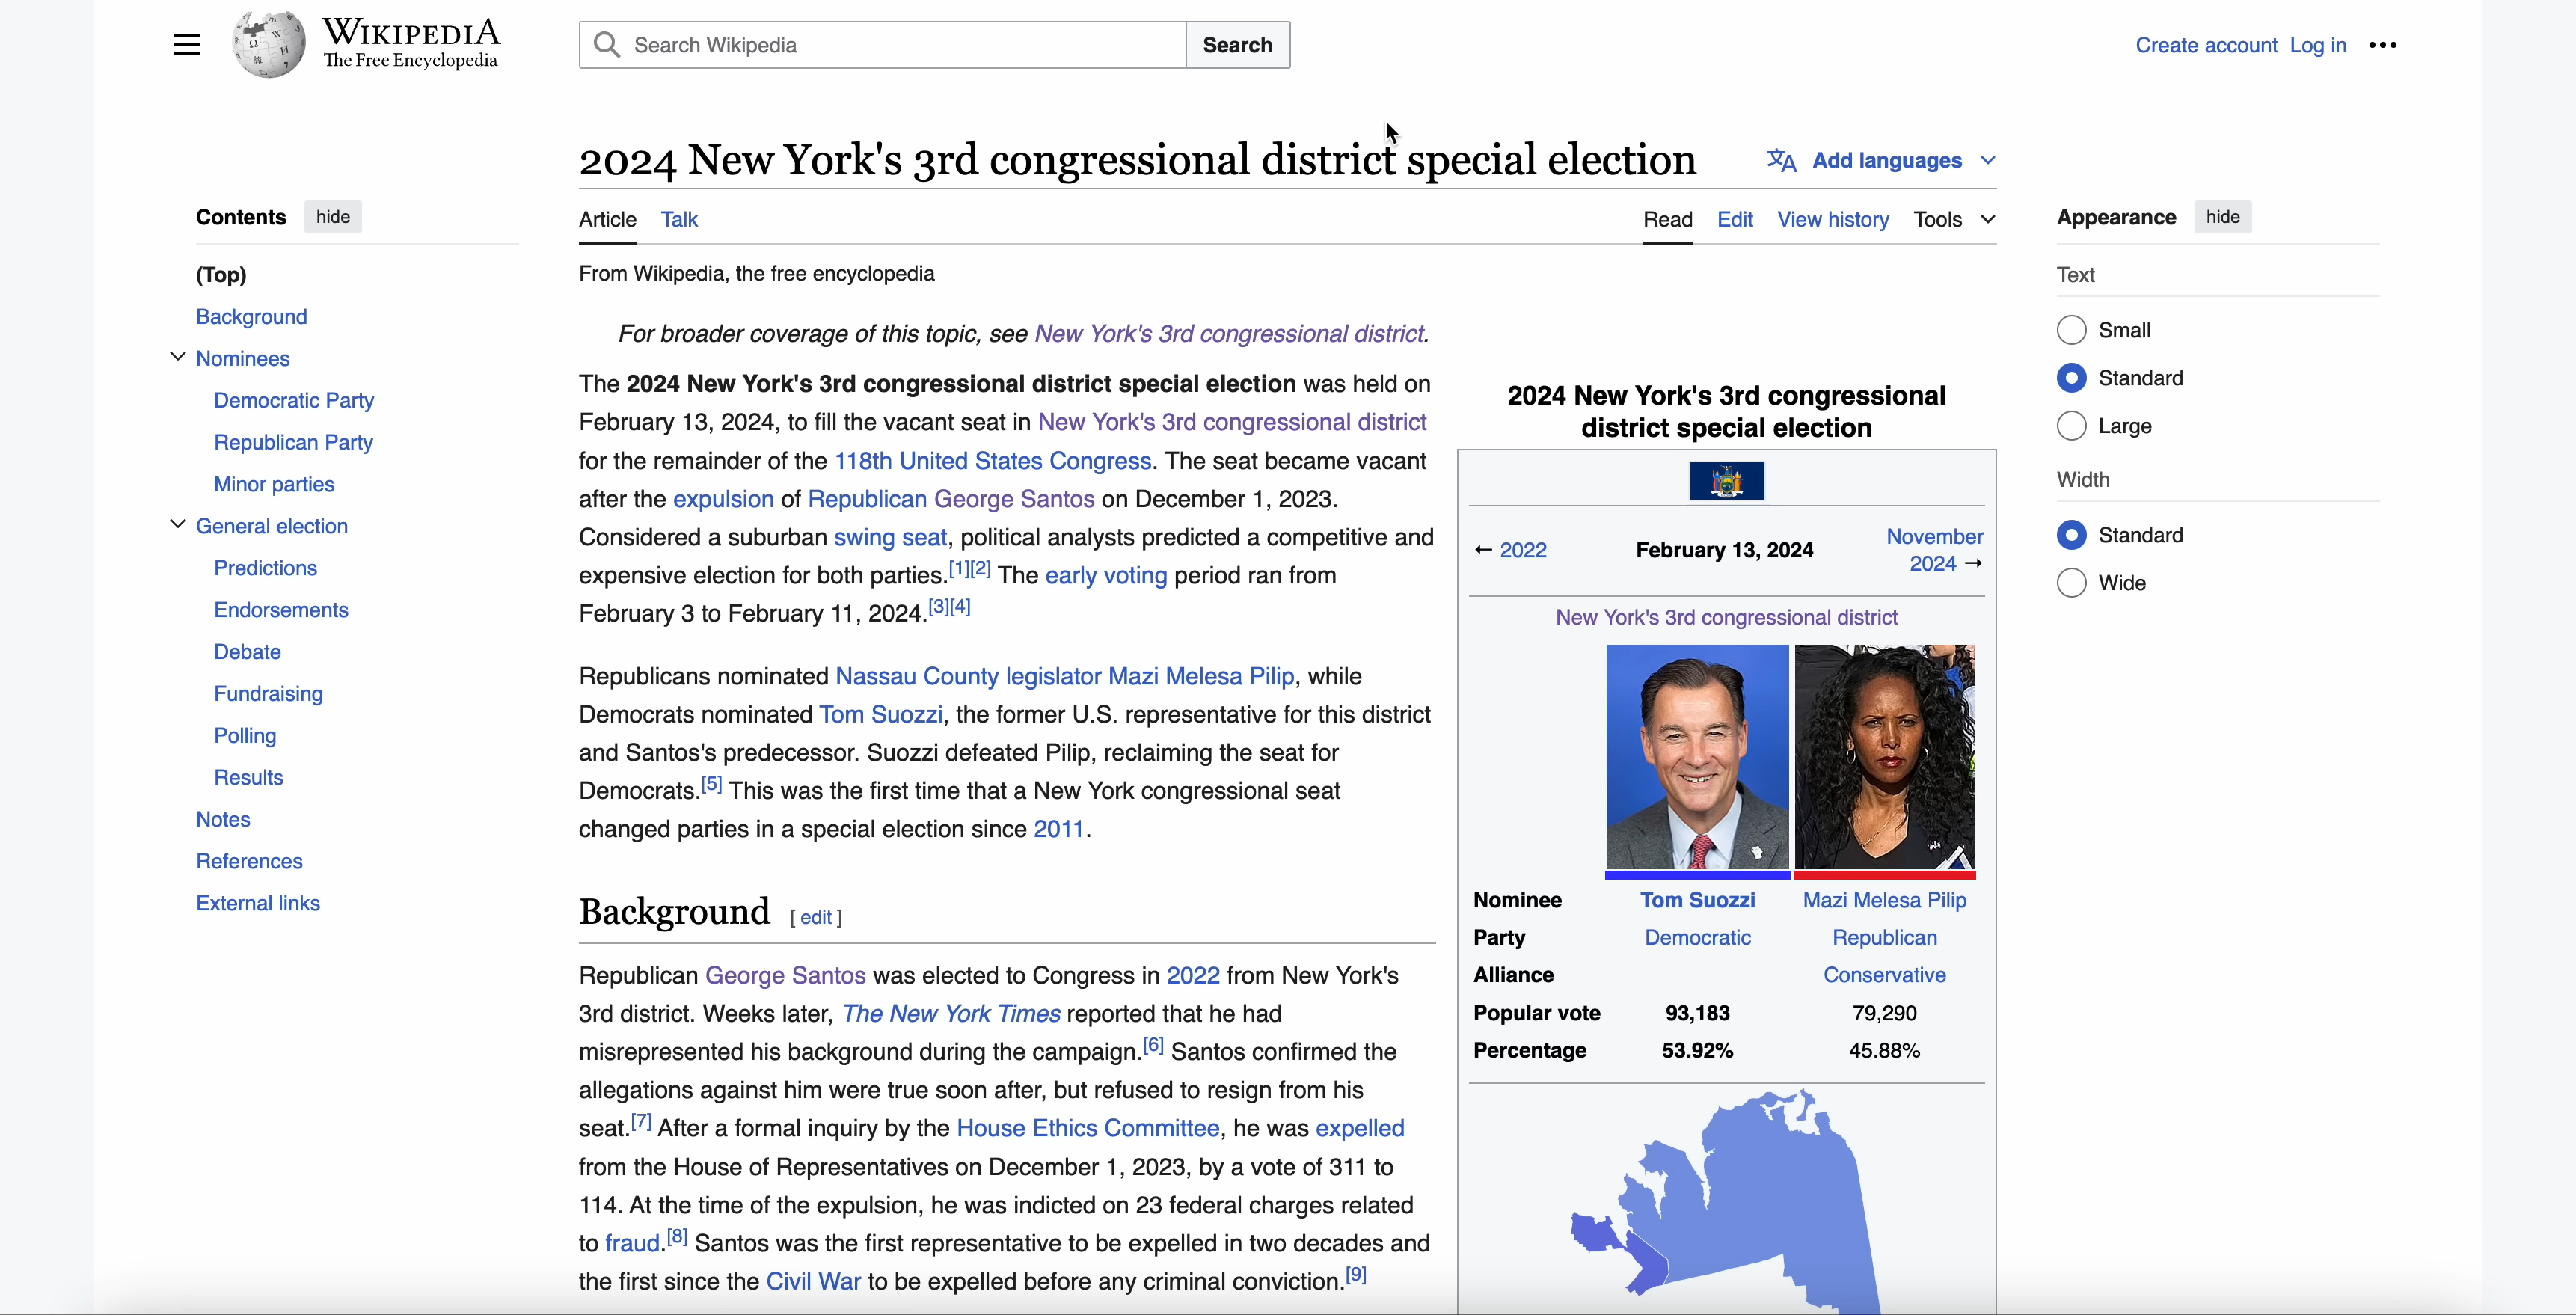 WIKIPEDIA
The Free Encyclopedia
Search Wikipedia
Search
Create account Log in
2024 New York's 3rd congressional district special election
Add languages
Contents hide
(Top)
Background
Nominees
Democratic Party
Republican Party
Minor parties
General election
Predictions
Endorsements
Debate
Fundraising
Polling
Results
Notes
References
External links
Article Talk
Read Edit View history Tools
From Wikipedia, the free encyclopedia
For broader coverage of this topic, see New York's 3rd congressional district.
The 2024 New York's 3rd congressional district special election was held on
February 13, 2024, to fill the vacant seat in New York's 3rd congressional district
for the remainder of the 118th United States Congress. The seat became vacant
after the expulsion of Republican George Santos on December 1, 2023.
Considered a suburban swing seat, political analysts predicted a competitive and
expensive election for both parties.[1][2] The early voting period ran from
February 3 to February 11, 2024.[3][4]
Republicans nominated Nassau County legislator Mazi Melesa Pilip, while
Democrats nominated Tom Suozzi, the former U.S. representative for this district
and Santos's predecessor. Suozzi defeated Pilip, reclaiming the seat for
Democrats.[5] This was the first time that a New York congressional seat
changed parties in a special election since 2011.
Background [ edit ]
Republican George Santos was elected to Congress in 2022 from New York's
3rd district. Weeks later, The New York Times reported that he had
misrepresented his background during the campaign.[6] Santos confirmed the
allegations against him were true soon after, but refused to resign from his
seat.[7] After a formal inquiry by the House Ethics Committee, he was expelled
from the House of Representatives on December 1, 2023, by a vote of 311 to
114. At the time of the expulsion, he was indicted on 23 federal charges related
to fraud.[8] Santos was the first representative to be expelled in two decades and
the first since the Civil War to be expelled before any criminal conviction.[9]
2024 New York's 3rd congressional
district special election
← 2022 February 13, 2024 November
2024 →
New York's 3rd congressional district
Nominee Tom Suozzi Mazi Melesa Pilip
Party Democratic Republican
Alliance Conservative
Popular vote 93,183 79,290
Percentage 53.92% 45.88%
Appearance hide
Text
Small
Standard
Large
Width
Standard
Wide